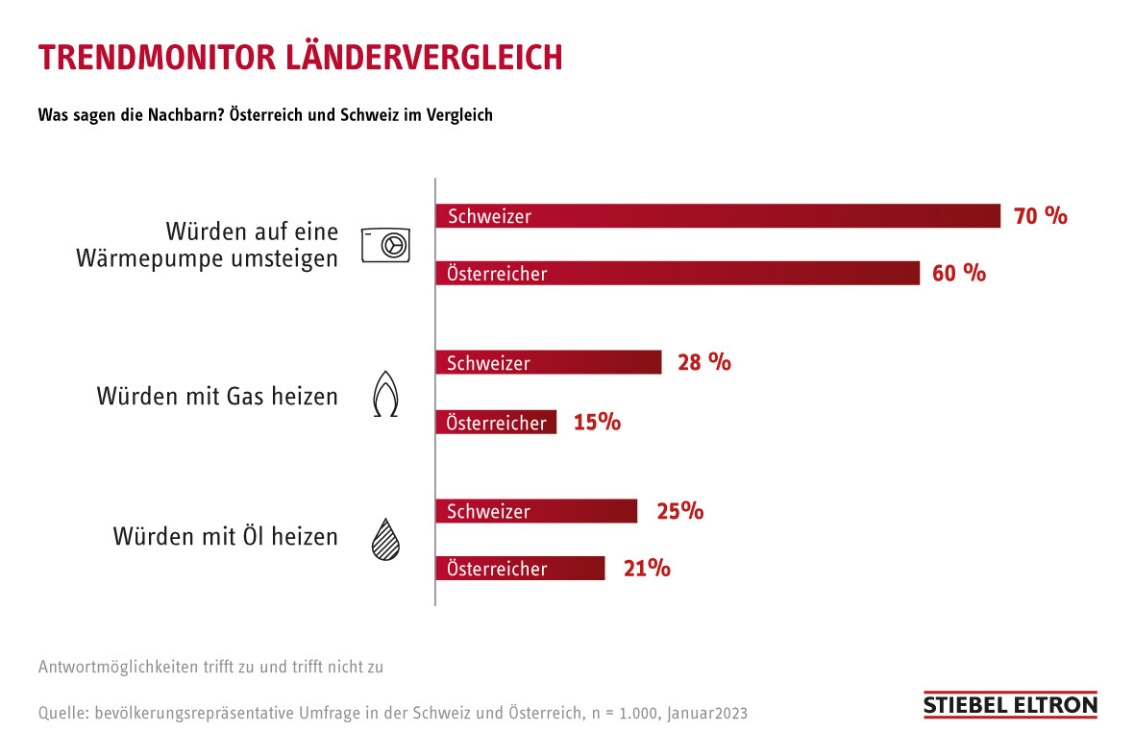 TRENDMONITOR LÄNDERVERGLEICH
Was sagen die Nachbarn? Österreich und Schweiz im Vergleich
Würden auf eine
Wärmepumpe umsteigen
Schweizer 70 %
Österreicher 60 %
Würden mit Gas heizen
Schweizer 28 %
Österreicher 15%
Würden mit Öl heizen
Schweizer 25%
Österreicher 21%
Antwortmöglichkeiten trifft zu und trifft nicht zu
Quelle: bevölkerungsrepräsentative Umfrage in der Schweiz und Österreich, n = 1.000, Januar2023
STIEBEL ELTRON